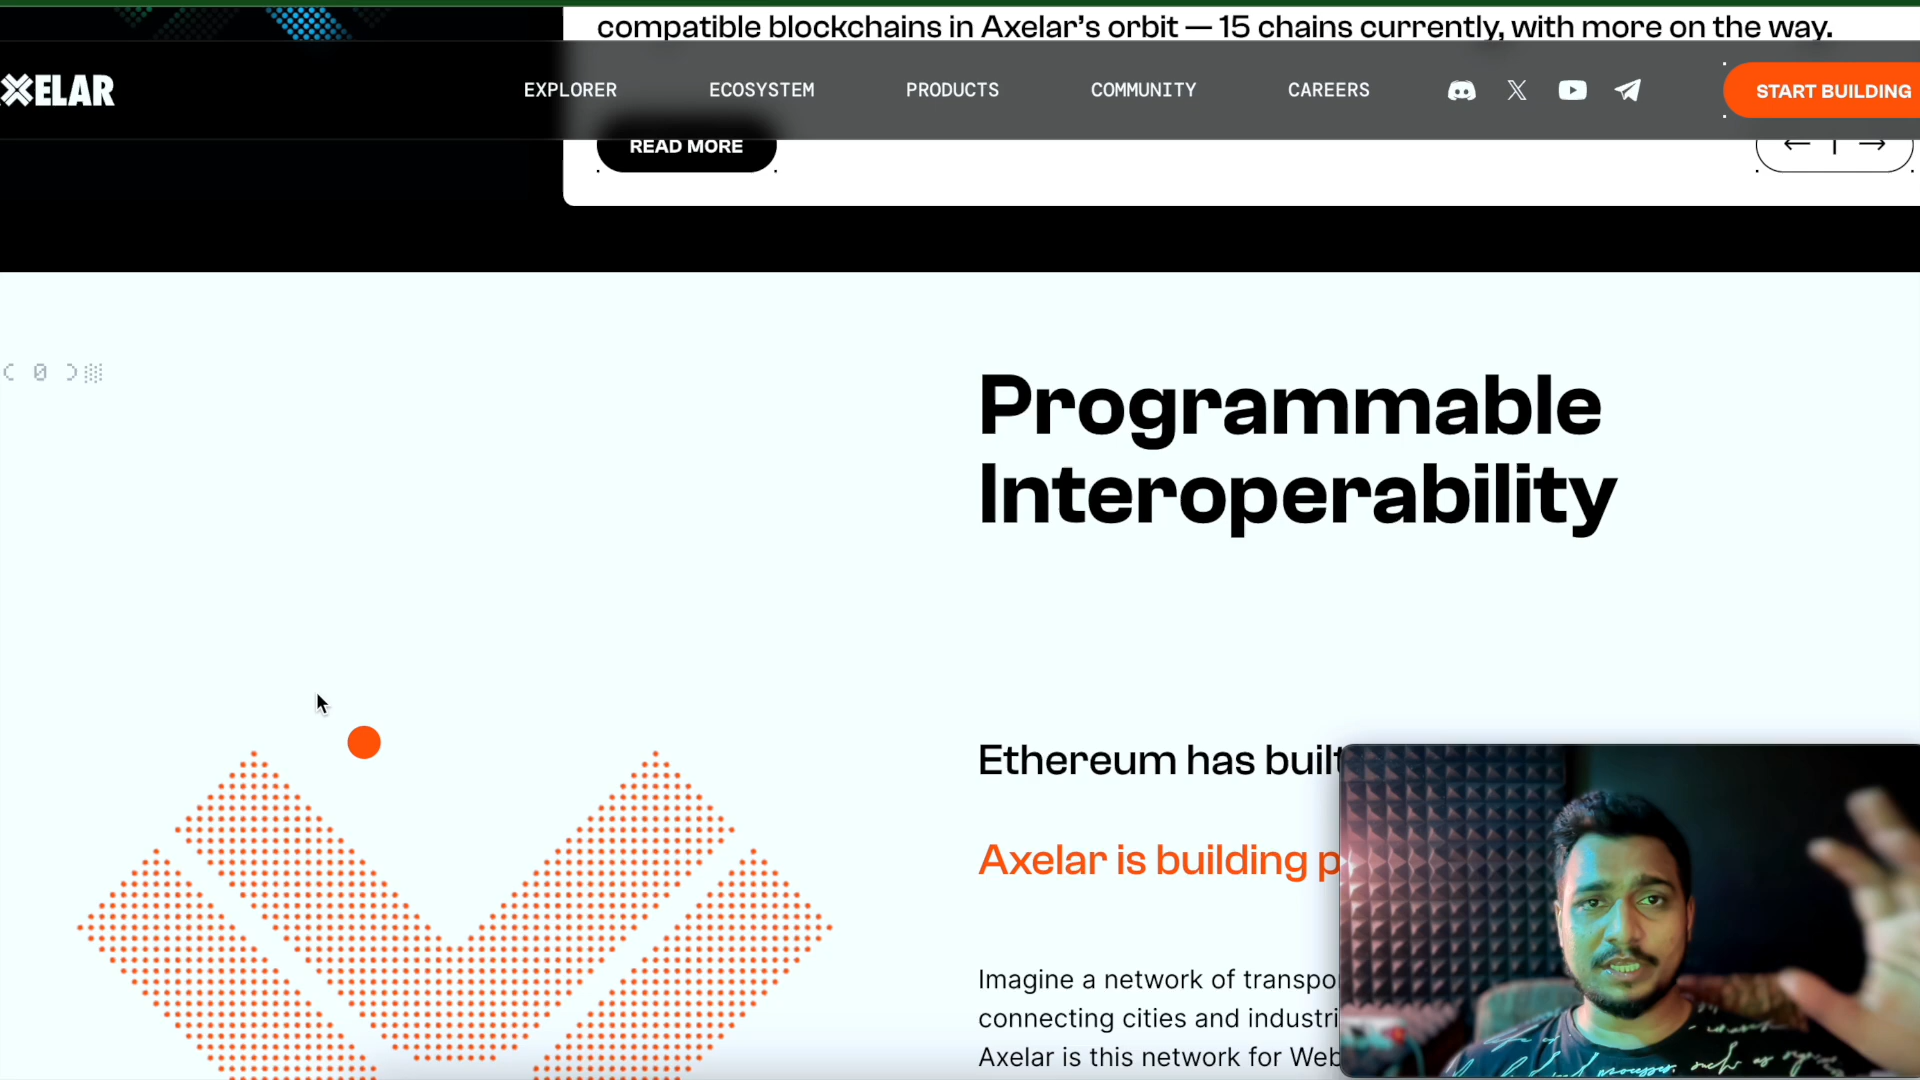 compatible blockchains in Axelar’s orbit — 15 chains currently, with more on the way.
AXELAR
EXPLORER
ECOSYSTEM
PRODUCTS
COMMUNITY
CAREERS
START BUILDING
READ MORE
( 0 )
Programmable
Interoperability
Ethereum has built
Axelar is building p
Imagine a network of transpo
connecting cities and industri
Axelar is this network for Web